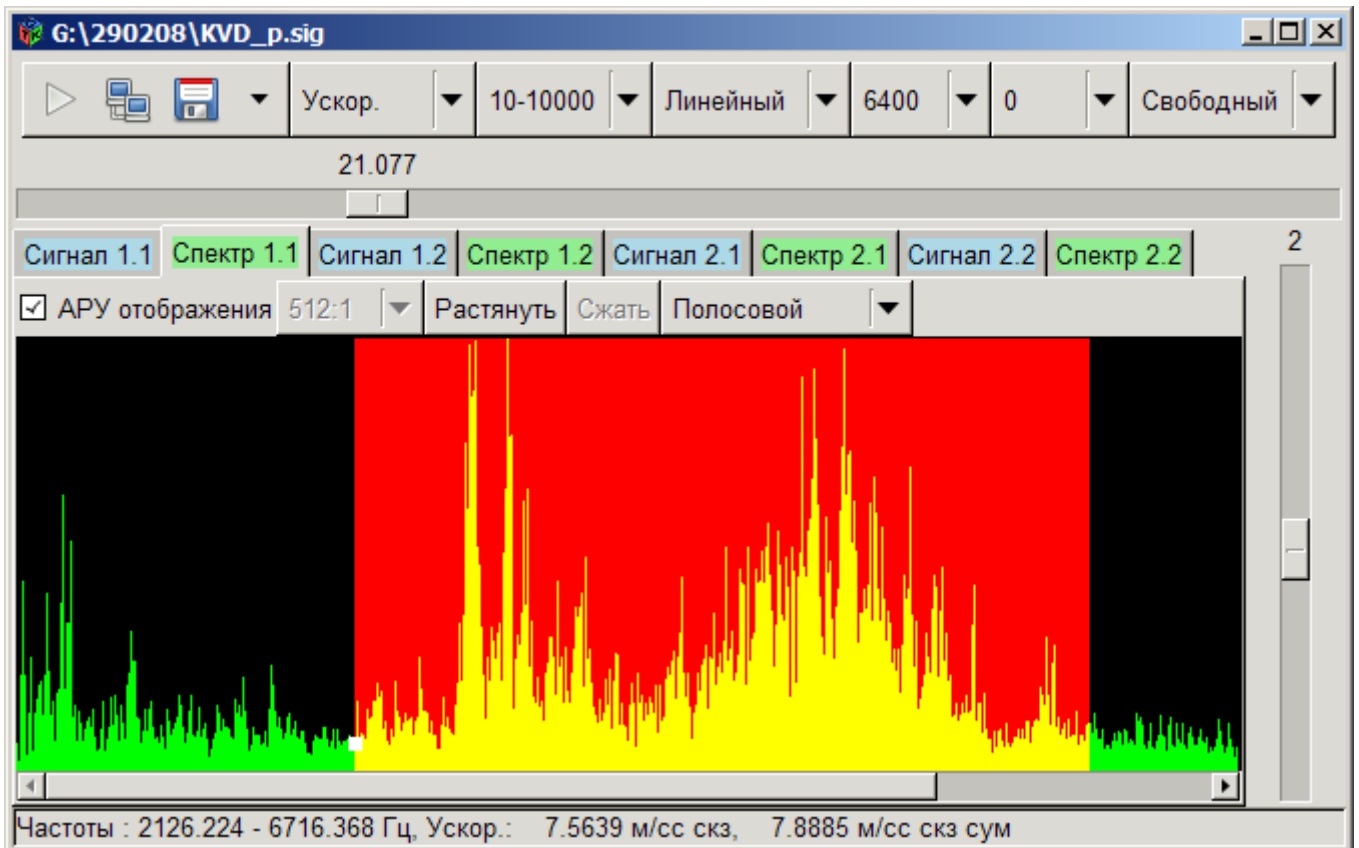 G:\290208\KVD_p.sig
Ускор. 10-10000 Линейный 6400 0 Свободный
21.077
Сигнал 1.1 Спектр 1.1 Сигнал 1.2 Спектр 1.2 Сигнал 2.1 Спектр 2.1 Сигнал 2.2 Спектр 2.2 2
АРУ отображения 512:1 Растянуть Сжать Полосовой
Частоты : 2126.224 - 6716.368 Гц, Ускор.: 7.5639 м/сс скз, 7.8885 м/сс скз сум